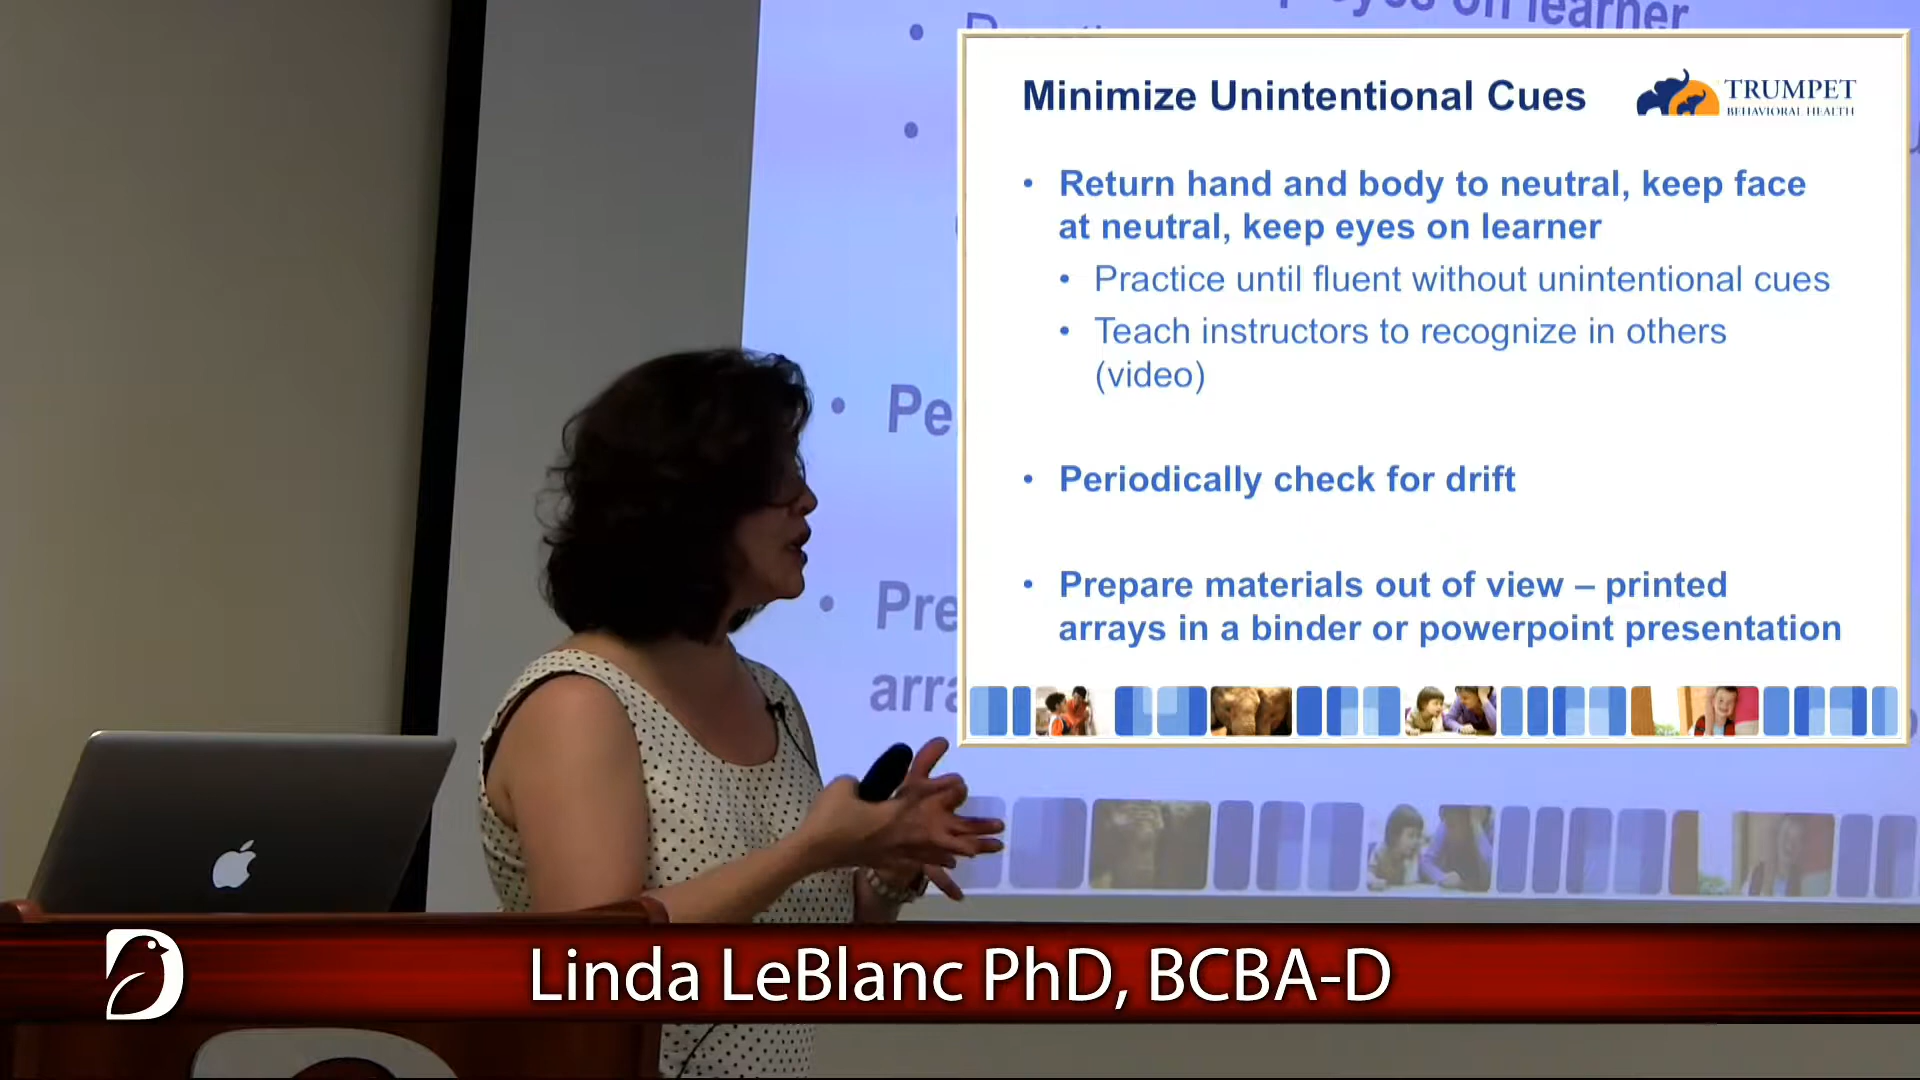 eyes on learner
Minimize Unintentional Cues
TRUMPET
BEHAVIORAL HEALTH
• Return hand and body to neutral, keep face
at neutral, keep eyes on learner
• Practice until fluent without unintentional cues
• Teach instructors to recognize in others
(video)
• Periodically check for drift
• Prepare materials out of view – printed
arrays in a binder or powerpoint presentation
• Pe
• Pre
arra
Linda LeBlanc PhD, BCBA-D